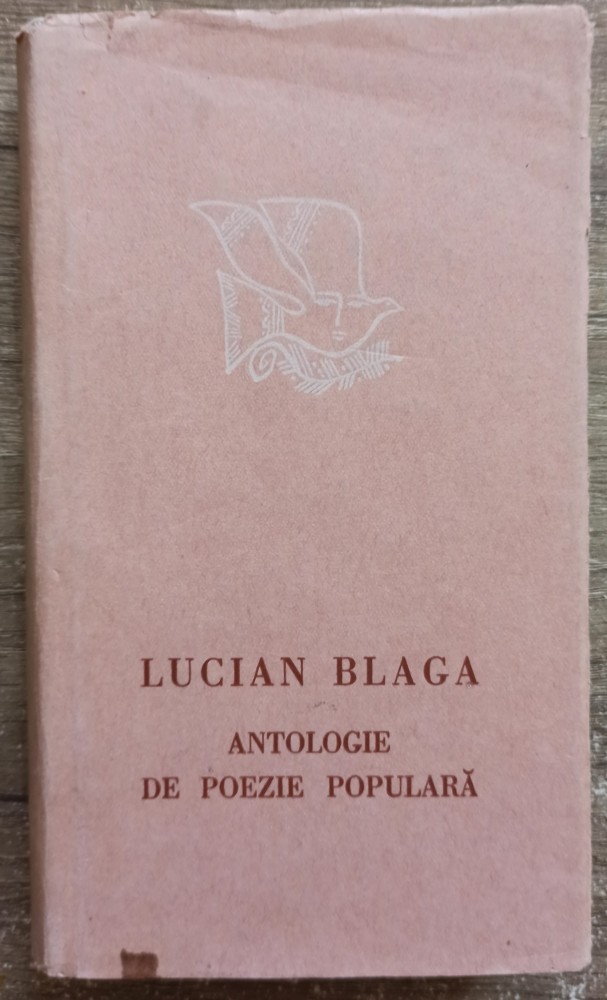 LUCIAN BLAGA
ANTOLOGIE
DE POEZIE POPULARĂ